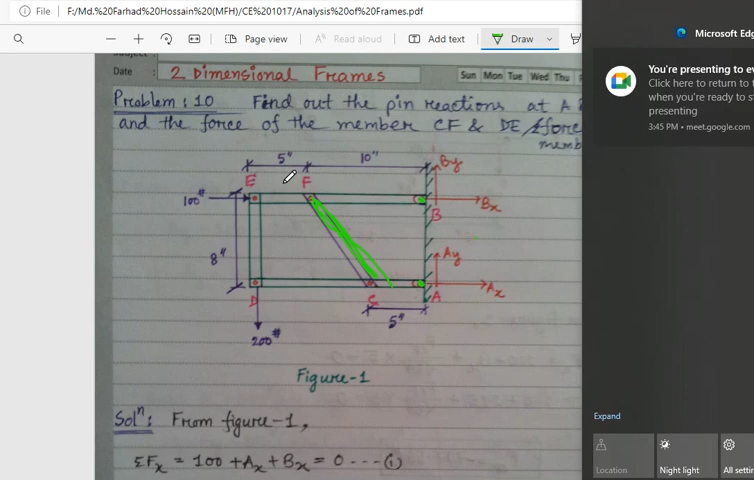 File F:/Md.%20Farhad%20Hossain%20(MFH)/CE%201017/Analysis%20of%20Frames.pdf
Page view Read aloud Add text Draw
Date : 2 Dimensional Frames Sun Mon Tue Wed Thu
Problem: 10 Find out the pin reactions at A
and the force of the member CF & DE
memb
5" 10" By
E F
100# Bx
B
8" Ay
D C A Ax
5"
200#
Figure-1
Solⁿ: From figure-1,
ΣFx = 100 + Ax + Bx = 0 --- (i)
Microsoft Edg
You're presenting to ev
Click here to return to t
when you're ready to s
presenting
3:45 PM • meet.google.com
Expand
Location Night light All setti